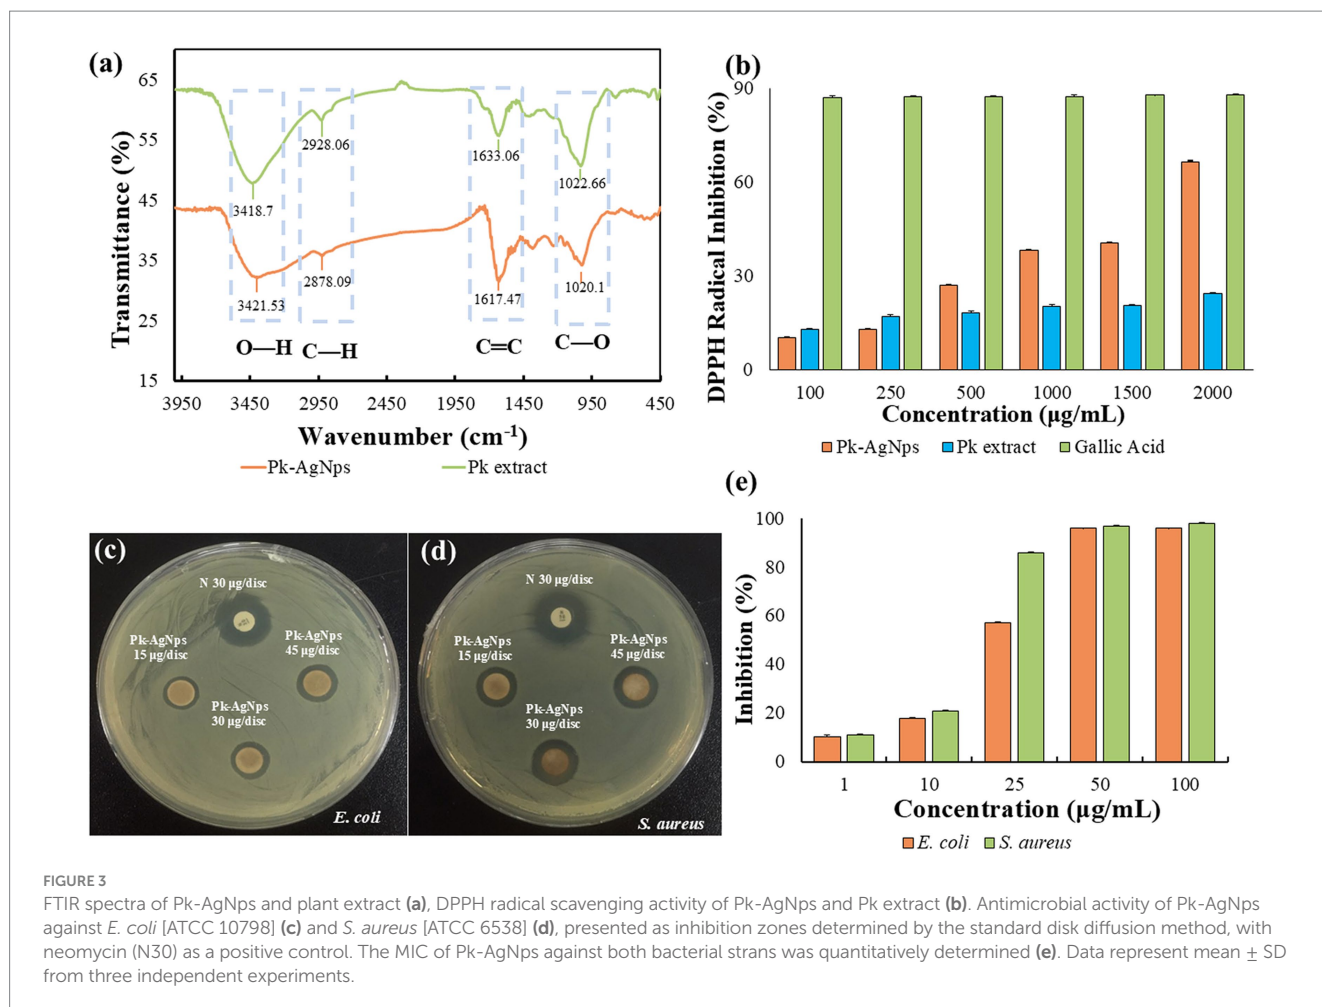 (a)
Transmittance (%)
65
55
45
35
25
15
3418.7
2928.06
1633.06
1022.66
3421.53
2878.09
1617.47
1020.1
O—H
C—H
C=C
C—O
3950
3450
2950
2450
1950
1450
950
450
Wavenumber (cm-1)
Pk-AgNps
Pk extract
(b)
DPPH Radical Inhibition (%)
90
60
30
0
100
250
500
1000
1500
2000
Concentration (µg/mL)
Pk-AgNps
Pk extract
Gallic Acid
(c)
N 30 µg/disc
Pk-AgNps
15 µg/disc
Pk-AgNps
45 µg/disc
Pk-AgNps
30 µg/disc
E. coli
(d)
N 30 µg/disc
Pk-AgNps
15 µg/disc
Pk-AgNps
45 µg/disc
Pk-AgNps
30 µg/disc
S. aureus
(e)
Inhibition (%)
100
80
60
40
20
0
1
10
25
50
100
Concentration (µg/mL)
E. coli
S. aureus
FIGURE 3
FTIR spectra of Pk-AgNps and plant extract (a), DPPH radical scavenging activity of Pk-AgNps and Pk extract (b). Antimicrobial activity of Pk-AgNps
against E. coli [ATCC 10798] (c) and S. aureus [ATCC 6538] (d), presented as inhibition zones determined by the standard disk diffusion method, with
neomycin (N30) as a positive control. The MIC of Pk-AgNps against both bacterial strans was quantitatively determined (e). Data represent mean ± SD
from three independent experiments.